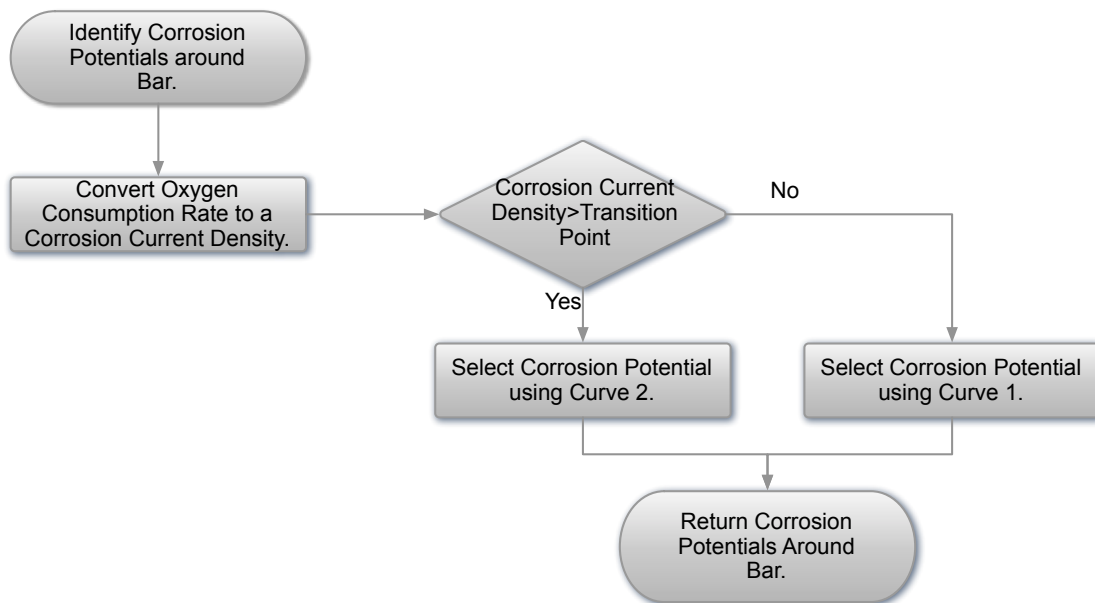 Identify Corrosion
Potentials around
Bar.
Convert Oxygen
Consumption Rate to a
Corrosion Current Density.
Corrosion Current
Density>Transition
Point
No
Yes
Select Corrosion Potential
using Curve 2.
Select Corrosion Potential
using Curve 1.
Return Corrosion
Potentials Around
Bar.